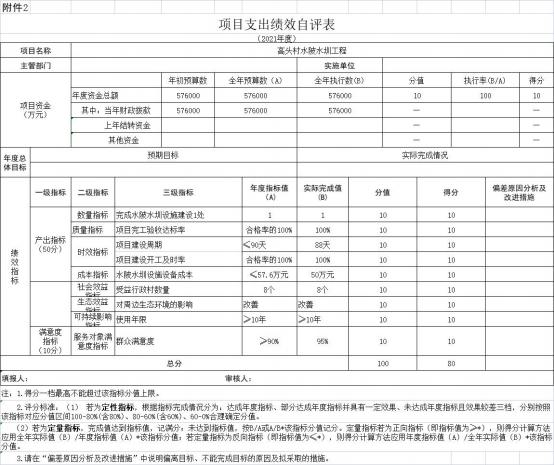 附件2
项目支出绩效自评表
（2021年度）
项目名称 高头村水陂水圳工程
主管部门 实施单位
项目资金（万元） 年初预算数 全年预算数（A） 全年执行数(B) 分值 执行率(B/A) 得分
年度资金总额 576000 576000 576000 10 100 10
其中：当年财政拨款 576000 576000 576000 —  —
上年结转资金 — —
其他资金 — —
年度总体目标 预期目标 实际完成情况
绩效指标 一级指标 二级指标 三级指标 年度指标值（A） 实际完成值（B） 分值 得分 偏差原因分析及改进措施
产出指标（50分） 数量指标 完成水陂水圳设施建设1处 1 1 10 10
质量指标 项目完工验收达标率 合格率的100% 100% 10 10
时效指标 项目建设周期 ≤90天 88天 10 10
项目建设开工及时率 合格率的100% 100% 10 10
成本指标 水陂水圳设施设备成本 ≤57.6万元 50万元 10 10
社会效益指标 受益行政村数量 8个 8个 10 10
生态效益指标 对周边生态环境的影响 改善 改善 10 10
可持续影响指标 使用年限 ≥10年 ≥10年 10 10
满意度指标（10分） 服务对象满意度指标 群众满意度 ≥90% 95% 10 10
总分 100 80
填报人： 审核人：
注：1.得分一档最高不能超过该指标分值上限。
2.评分标准：（1） 若为定性指标，根据指标完成情况分为：达成年度指标、部分达成年度指标并具有一定效果、未达成年度指标且效果较差三档，分别按照
该指标对应分值区间100-80%(含80%)、80-60%(含60%)、60-0%合理确定分值。
（2）若为定量指标，完成值达到指标值，记满分；未达到指标值，按B/A或A/B*该指标分值记分。定量指标若为正向指标（即指标值为≥*），则得分计算方法
应用全年实际值（B）/年度指标值（A）*该指标分值；若定量指标为反向指标（即指标值为≤*），则得分计算方法应用年度指标值（A）/全年实际值（B）*该指标
分值。
3.请在“偏差原因分析及改进措施”中说明偏离目标、不能完成目标的原因及拟采取的措施。